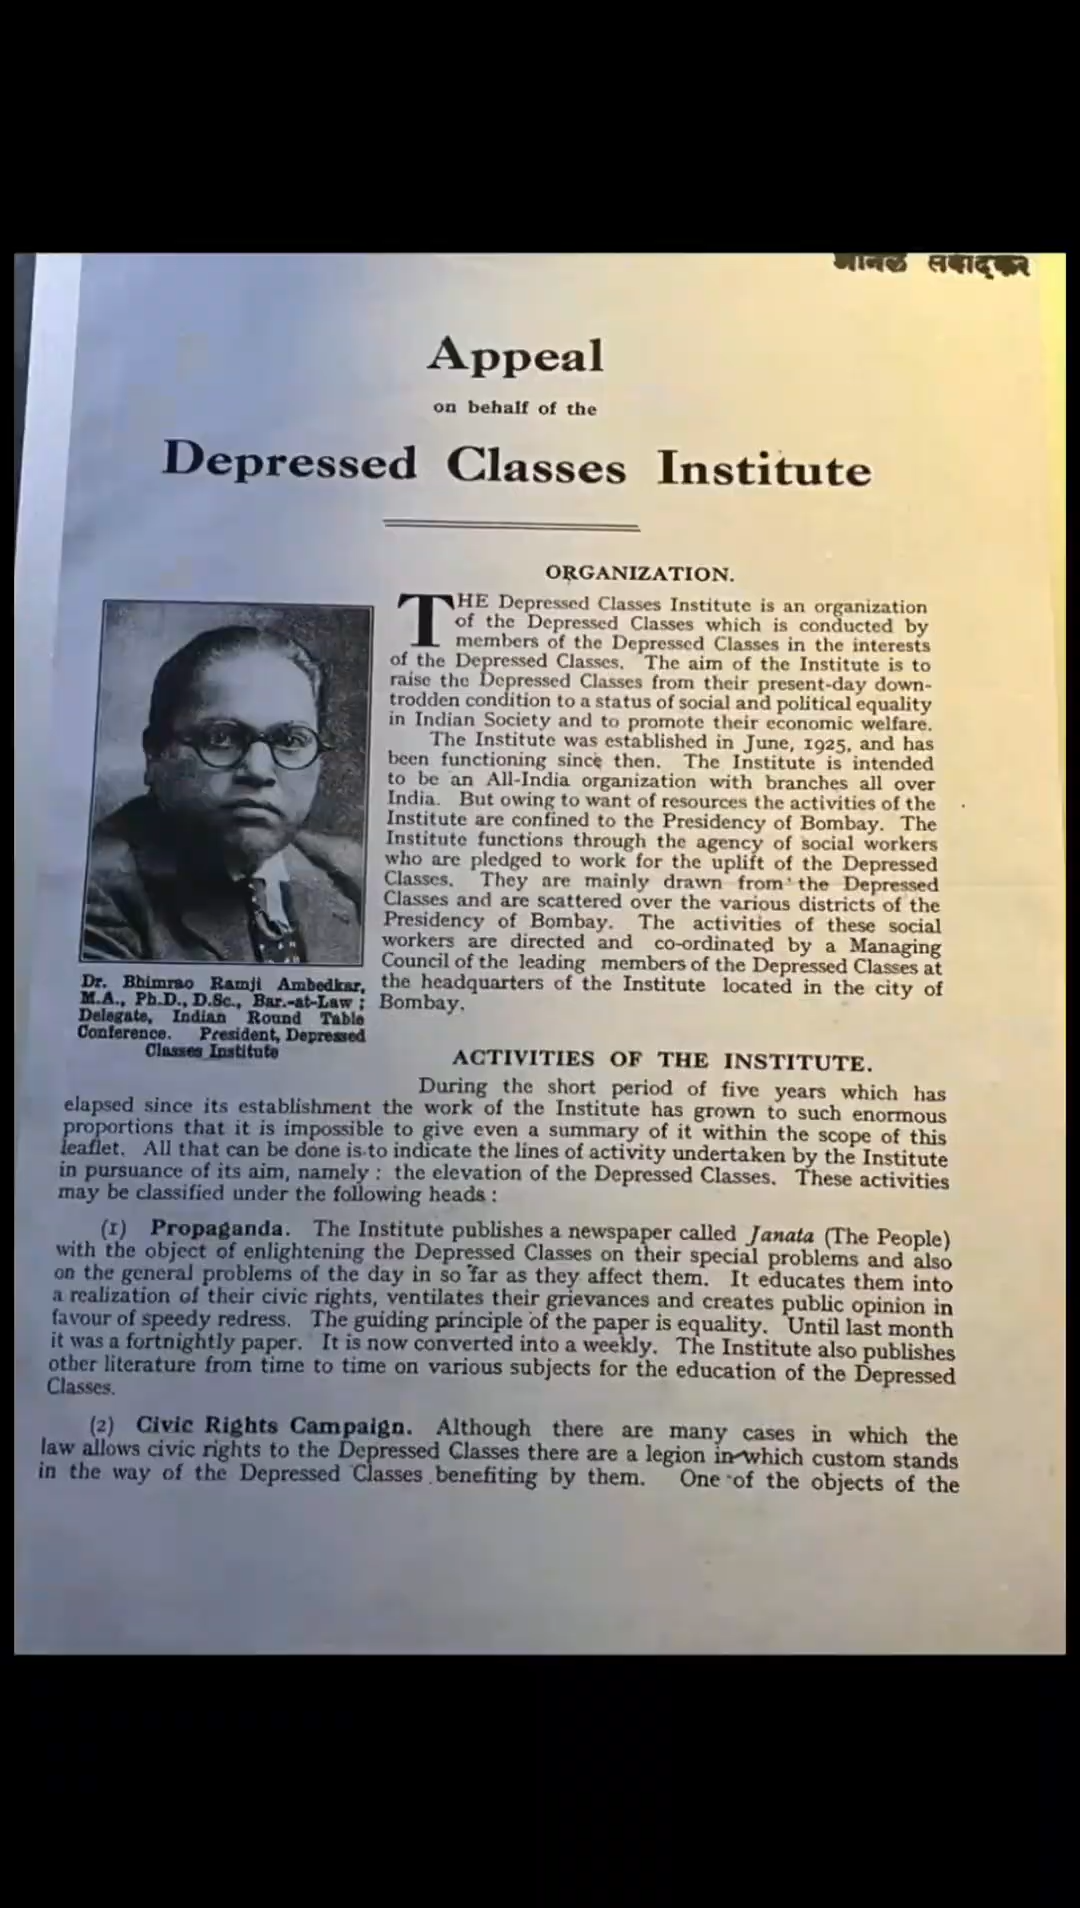 Appeal
on behalf of the
Depressed Classes Institute
ORGANIZATION.
THE Depressed Classes Institute is an organization
of the Depressed Classes which is conducted by
members of the Depressed Classes in the interests
of the Depressed Classes. The aim of the Institute is to
raise the Depressed Classes from their present-day down-
trodden condition to a status of social and political equality
in Indian Society and to promote their economic welfare.
The Institute was established in June, 1925, and has
been functioning since then. The Institute is intended
to be an All-India organization with branches all over
India. But owing to want of resources the activities of the
Institute are confined to the Presidency of Bombay. The
Institute functions through the agency of social workers
who are pledged to work for the uplift of the Depressed
Classes. They are mainly drawn from the Depressed
Classes and are scattered over the various districts of the
Presidency of Bombay. The activities of these social
workers are directed and co-ordinated by a Managing
Council of the leading members of the Depressed Classes at
the headquarters of the Institute located in the city of
Bombay.
Dr. Bhimrao Ramji Ambedkar,
M.A., Ph.D., D.Sc., Bar.-at-Law ;
Delegate, Indian Round Table
Conference. President, Depressed
Classes Institute
ACTIVITIES OF THE INSTITUTE.
During the short period of five years which has
elapsed since its establishment the work of the Institute has grown to such enormous
proportions that it is impossible to give even a summary of it within the scope of this
leaflet. All that can be done is to indicate the lines of activity undertaken by the Institute
in pursuance of its aim, namely : the elevation of the Depressed Classes. These activities
may be classified under the following heads :
(1) Propaganda. The Institute publishes a newspaper called Janata (The People)
with the object of enlightening the Depressed Classes on their special problems and also
on the general problems of the day in so far as they affect them. It educates them into
a realization of their civic rights, ventilates their grievances and creates public opinion in
favour of speedy redress. The guiding principle of the paper is equality. Until last month
it was a fortnightly paper. It is now converted into a weekly. The Institute also publishes
other literature from time to time on various subjects for the education of the Depressed
Classes.
(2) Civic Rights Campaign. Although there are many cases in which the
law allows civic rights to the Depressed Classes there are a legion in which custom stands
in the way of the Depressed Classes benefiting by them. One of the objects of the